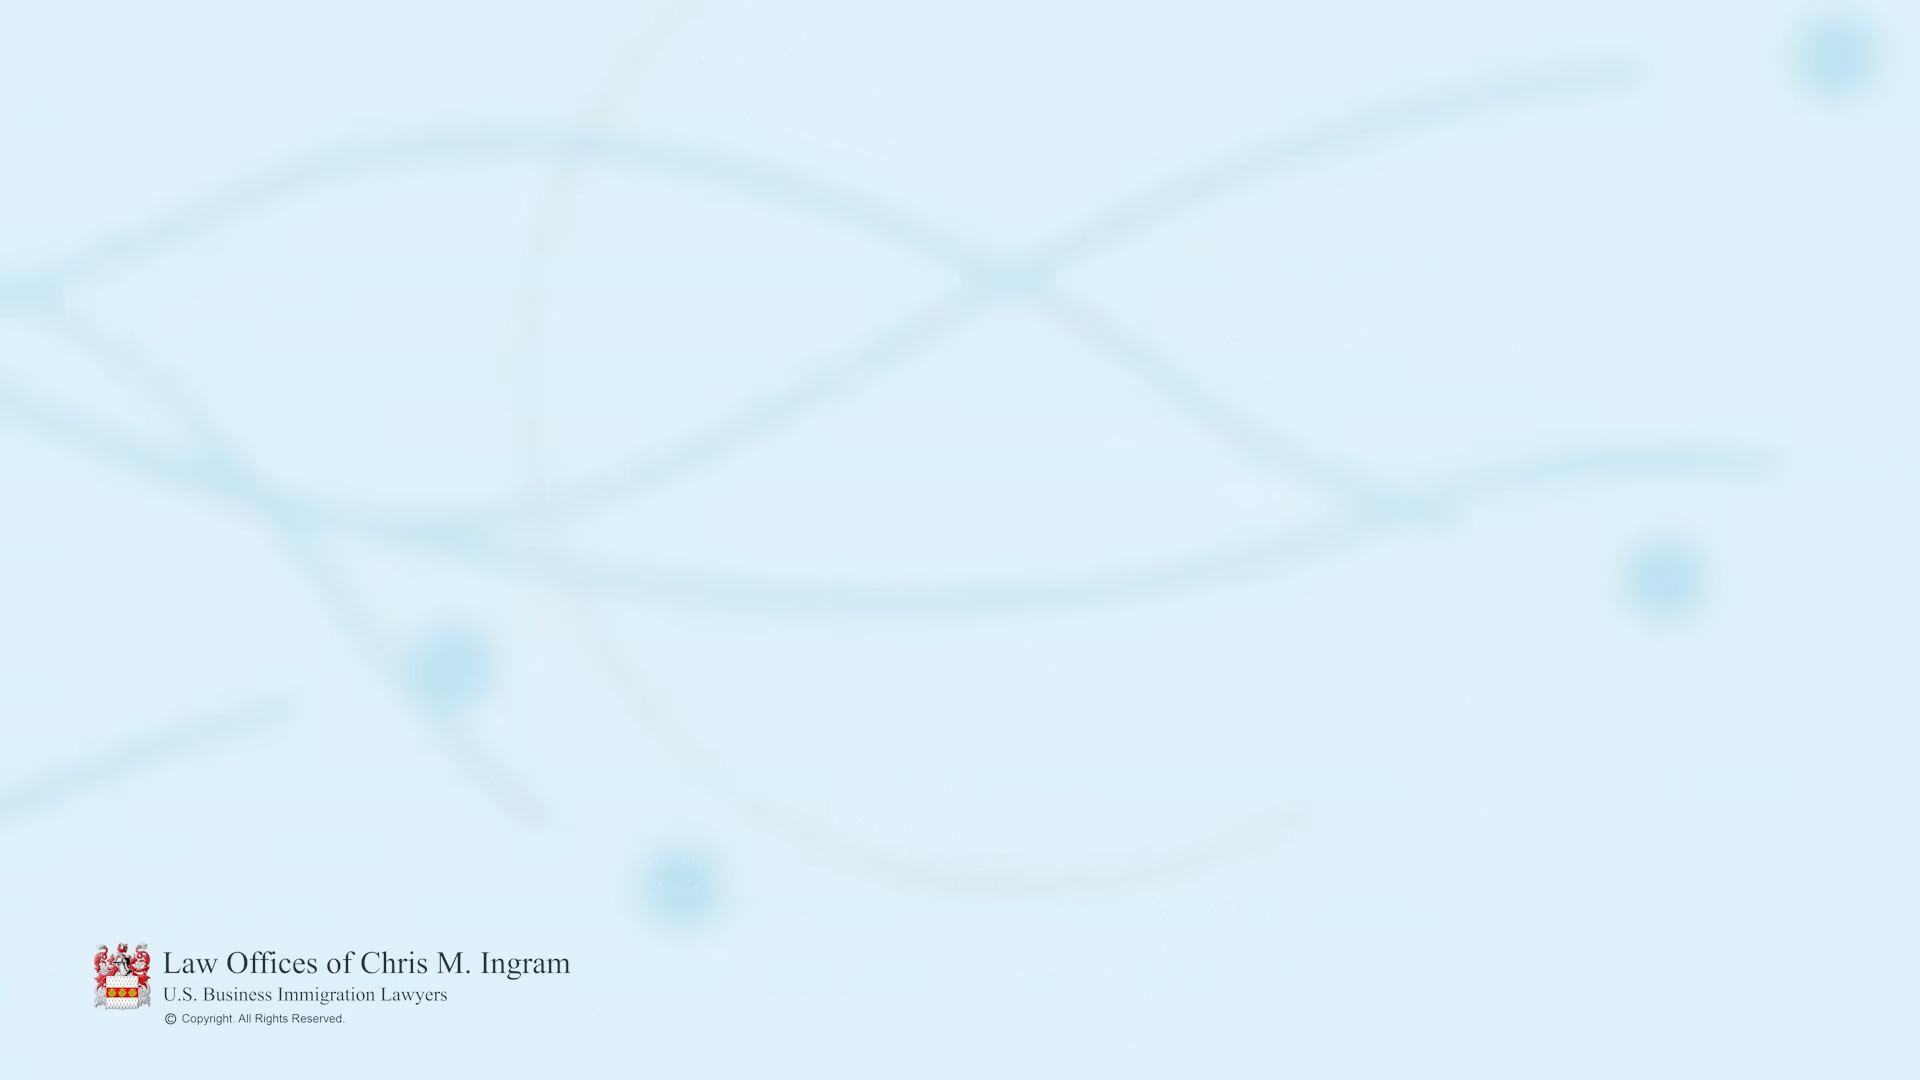 Law Offices of Chris M. Ingram
U.S. Business Immigration Lawyers
© Copyright. All Rights Reserved.